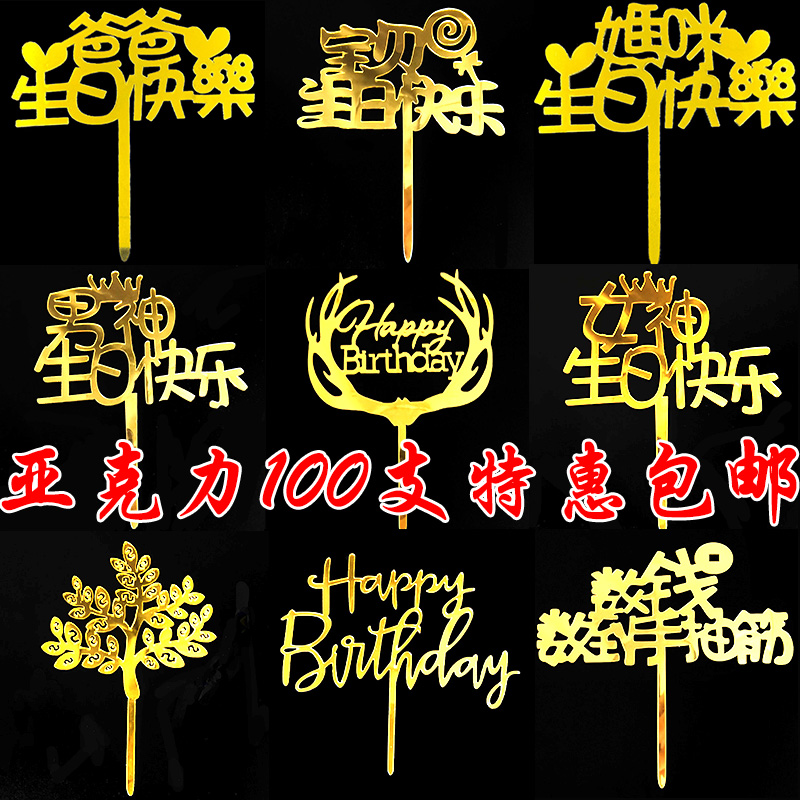 爸爸
生日快樂
宝贝
生日快乐
媽咪
生日快樂
男神
生日快乐
Happy
Birthday
女神
生日快乐
亚克力100支特惠包邮
Happy
Birthday
数钱
数到手抽筋